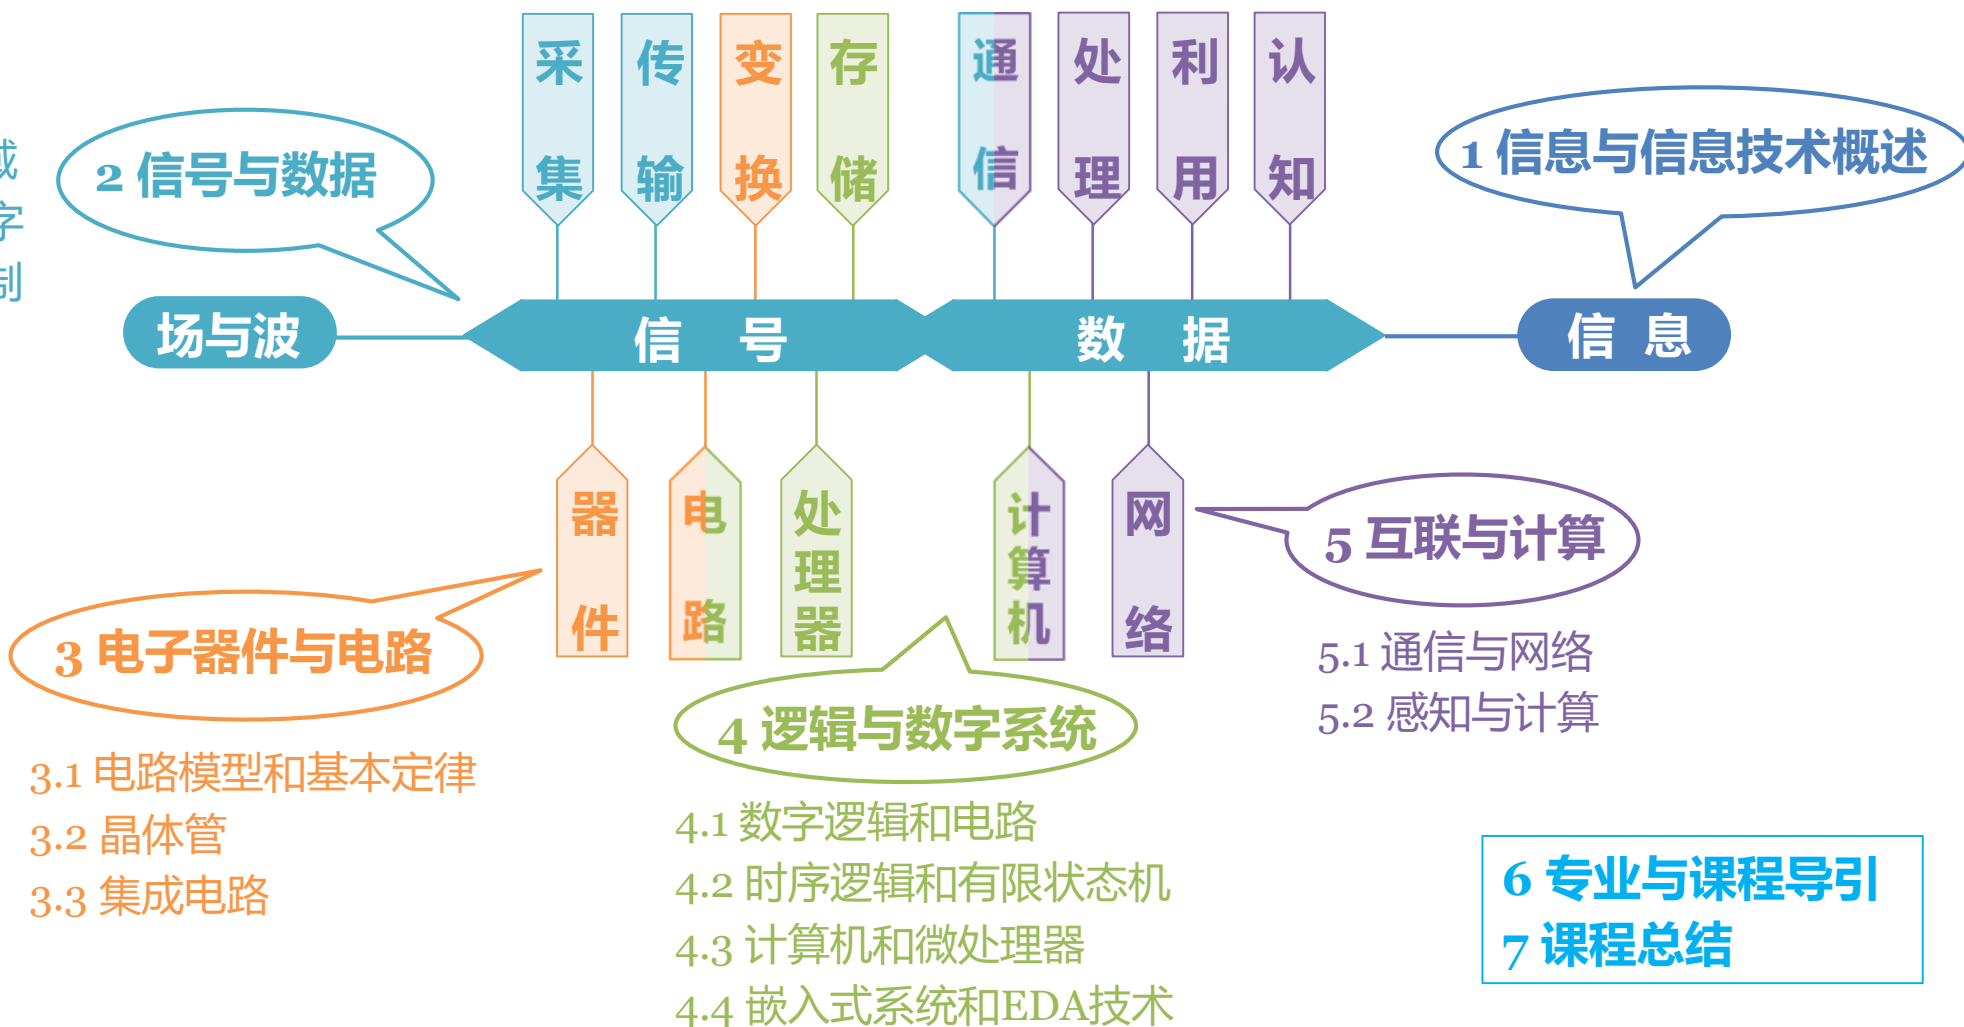 采集
传输
变换
存储
通信
处理
利用
认知
域
字
制
2 信号与数据
1 信息与信息技术概述
场与波
信 号
数 据
信 息
器件
电路
处理器
计算机
网络
5 互联与计算
5.1 通信与网络
5.2 感知与计算
3 电子器件与电路
3.1 电路模型和基本定律
3.2 晶体管
3.3 集成电路
4 逻辑与数字系统
4.1 数字逻辑和电路
4.2 时序逻辑和有限状态机
4.3 计算机和微处理器
4.4 嵌入式系统和EDA技术
6 专业与课程导引
7 课程总结